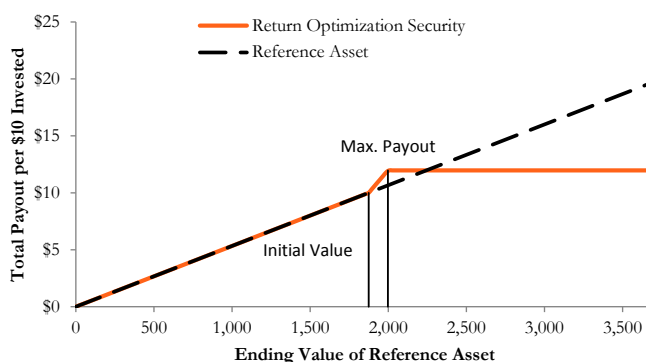 $25
$20
$15
$10
$5
$0
Total Payout per $10 Invested
Return Optimization Security
Reference Asset
Max. Payout
Initial Value
0
500
1,000
1,500
2,000
2,500
3,000
3,500
Ending Value of Reference Asset